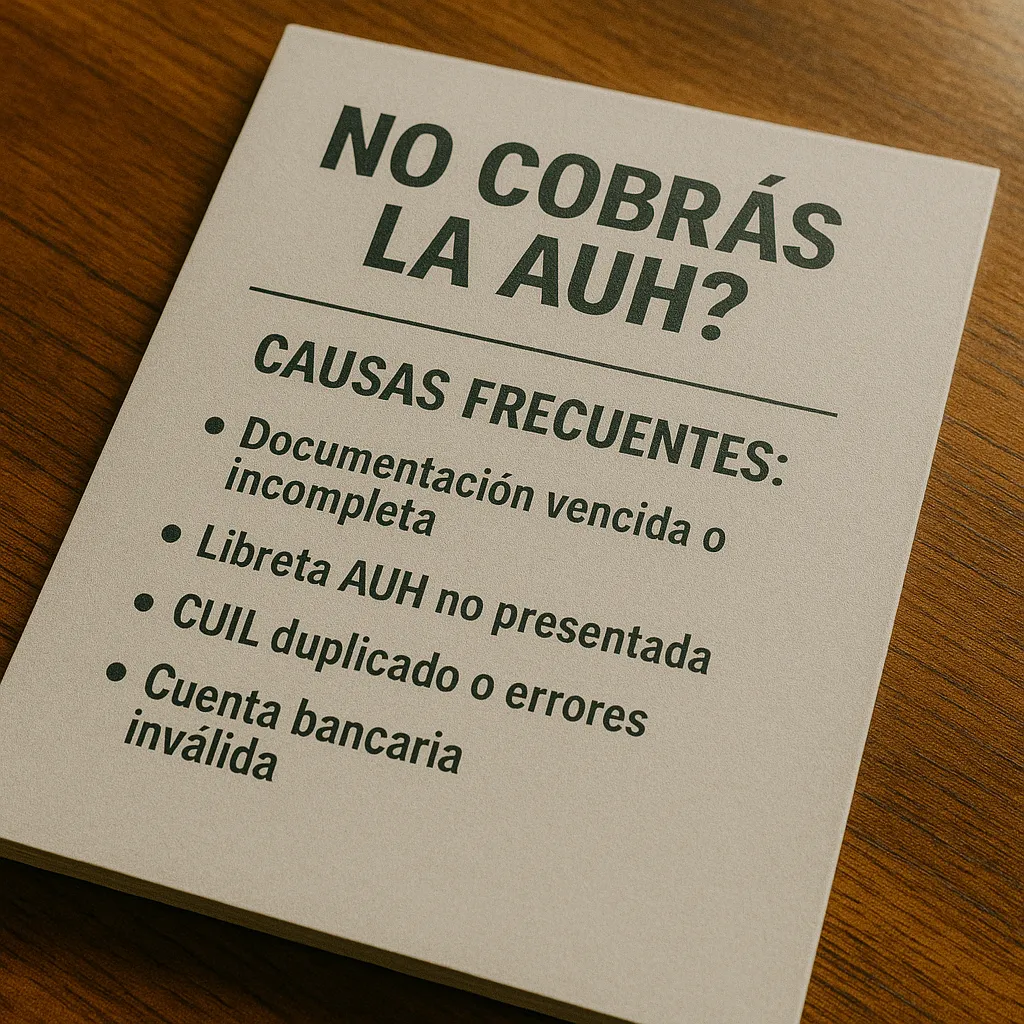 NO COBRÁS
LA AUH?
CAUSAS FRECUENTES:
• Documentación vencida o
incompleta
• Libreta AUH no presentada
• CUIL duplicado o errores
• Cuenta bancaria
inválida